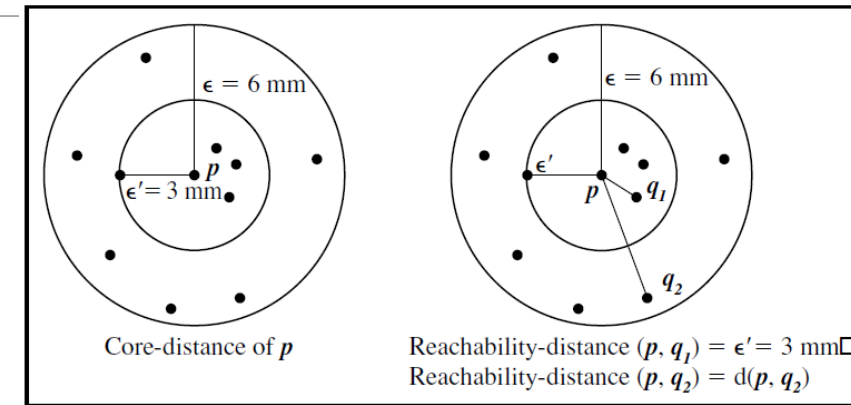 ϵ = 6 mm
p
ϵ′= 3 mm
Core-distance of p
ϵ = 6 mm
ϵ′
p
q₁
q₂
Reachability-distance (p, q₁) = ϵ′= 3 mm
Reachability-distance (p, q₂) = d(p, q₂)